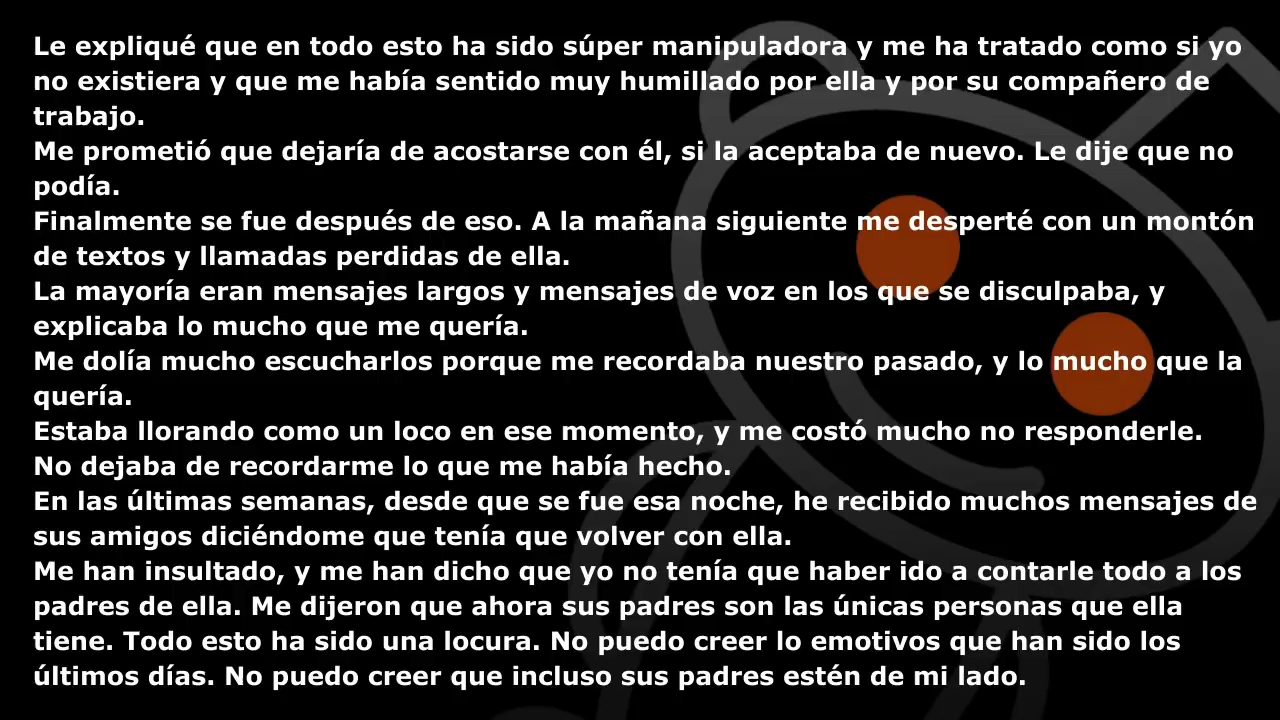 Le expliqué que en todo esto ha sido súper manipuladora y me ha tratado como si yo
no existiera y que me había sentido muy humillado por ella y por su compañero de
trabajo.
Me prometió que dejaría de acostarse con él, si la aceptaba de nuevo. Le dije que no
podía.
Finalmente se fue después de eso. A la mañana siguiente me desperté con un montón
de textos y llamadas perdidas de ella.
La mayoría eran mensajes largos y mensajes de voz en los que se disculpaba, y
explicaba lo mucho que me quería.
Me dolía mucho escucharlos porque me recordaba nuestro pasado, y lo mucho que la
quería.
Estaba llorando como un loco en ese momento, y me costó mucho no responderle.
No dejaba de recordarme lo que me había hecho.
En las últimas semanas, desde que se fue esa noche, he recibido muchos mensajes de
sus amigos diciéndome que tenía que volver con ella.
Me han insultado, y me han dicho que yo no tenía que haber ido a contarle todo a los
padres de ella. Me dijeron que ahora sus padres son las únicas personas que ella
tiene. Todo esto ha sido una locura. No puedo creer lo emotivos que han sido los
últimos días. No puedo creer que incluso sus padres estén de mi lado.